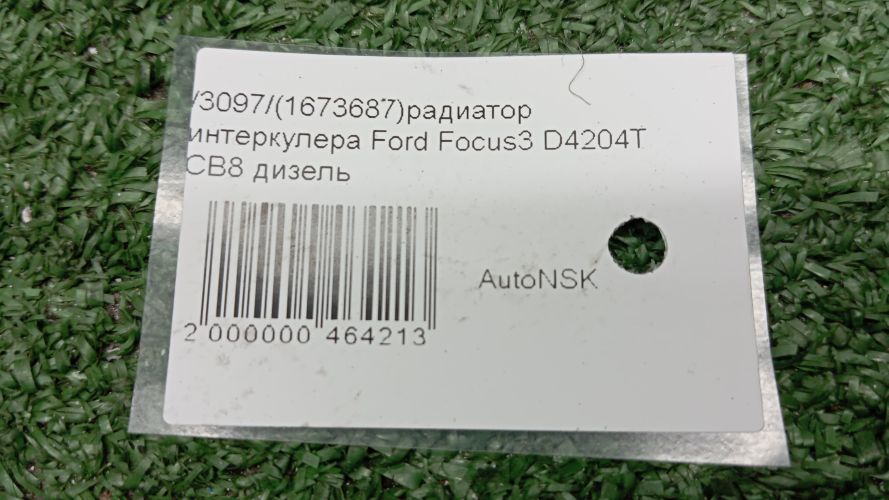 /3097/(1673687)радиатор
интеркулера Ford Focus3 D4204T
CB8 дизель
AutoNSK
2 000000 464213